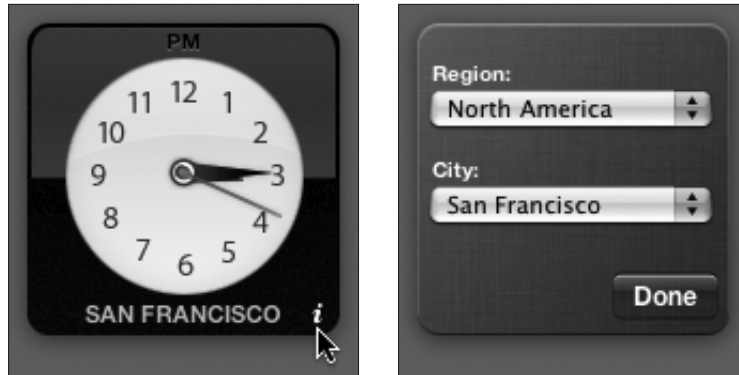 PM
12
11
1
10
2
9
3
8
4
7
5
6
SAN FRANCISCO
i
Region:
North America
City:
San Francisco
Done